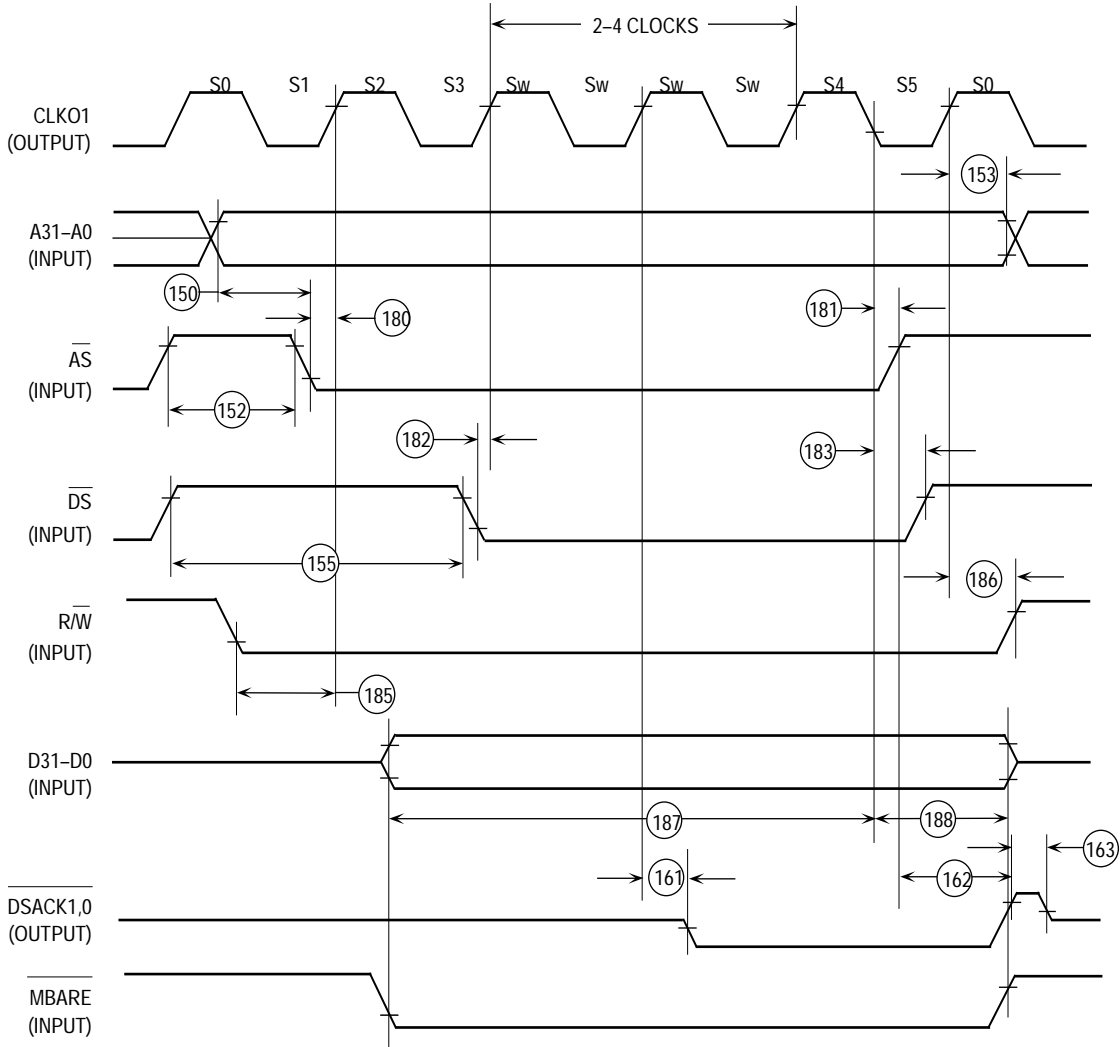 2–4 CLOCKS
S0 S1 S2 S3 Sw Sw Sw Sw S4 S5 S0
CLKO1
(OUTPUT)
153
A31–A0
(INPUT)
150
180
181
AS
(INPUT)
152
182
183
DS
(INPUT)
155
186
R/W
(INPUT)
185
D31–D0
(INPUT)
187
188
163
161
162
DSACK1,0
(OUTPUT)
MBARE
(INPUT)